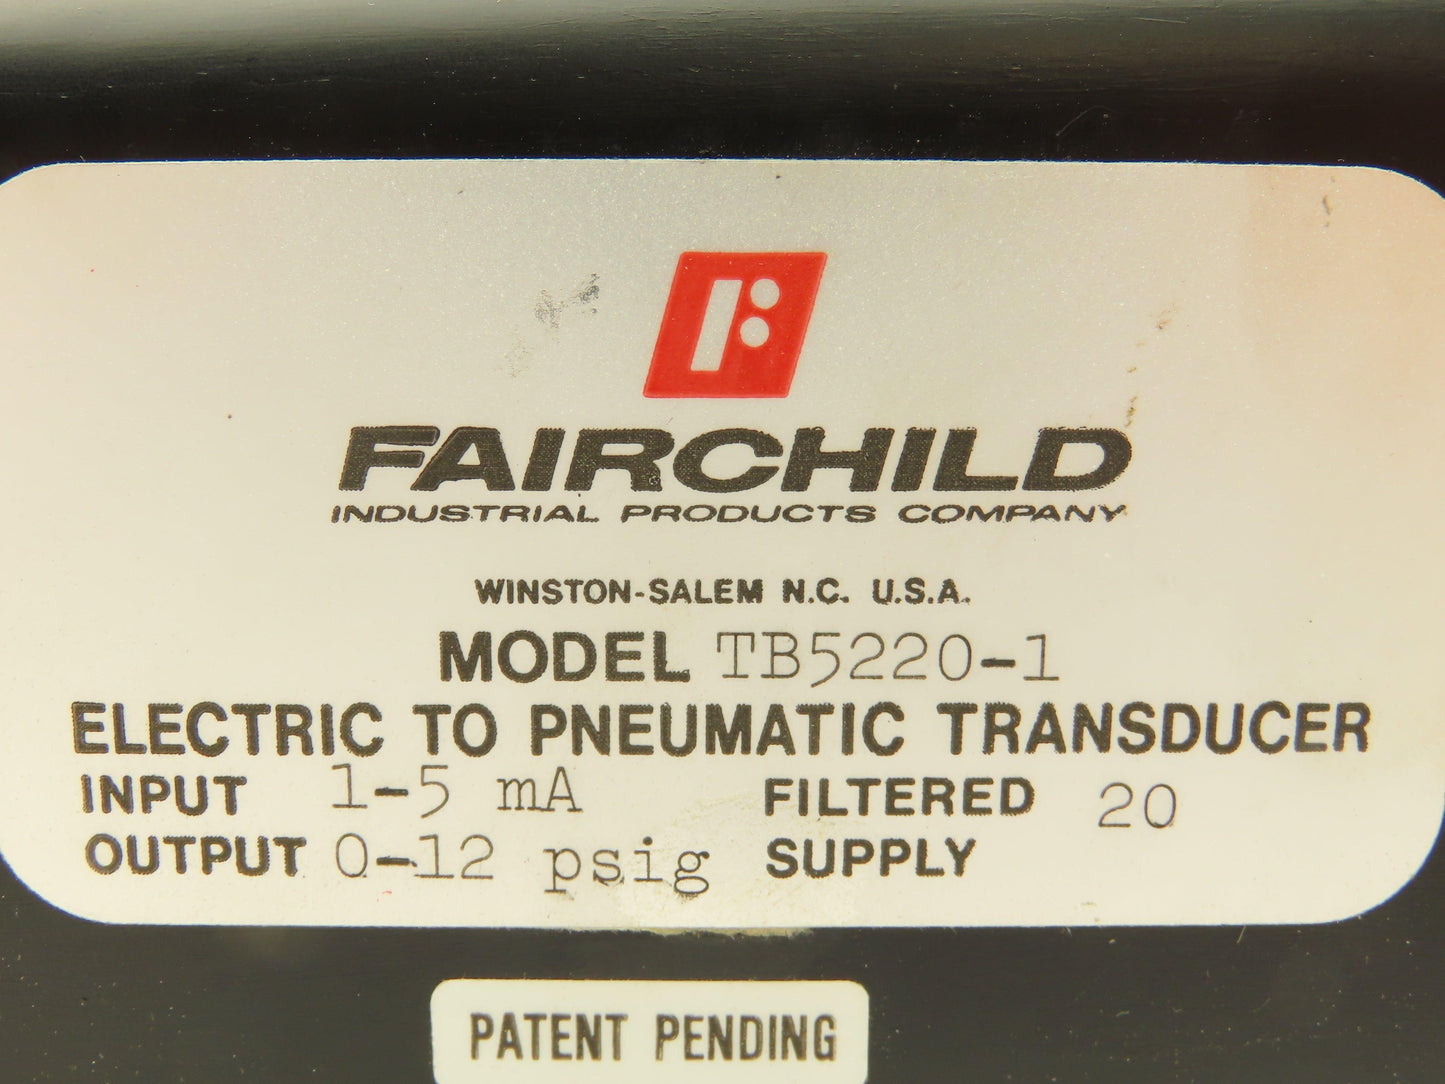 FAIRCHILD
INDUSTRIAL PRODUCTS COMPANY
WINSTON-SALEM N.C. U.S.A.
MODEL TB5220-1
ELECTRIC TO PNEUMATIC TRANSDUCER
INPUT 1-5 mA FILTERED 20
OUTPUT 0-12 psig SUPPLY
PATENT PENDING